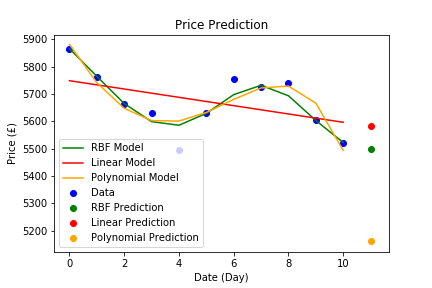 Price Prediction
5900
5800
5700
5600
5500
5400
5300
5200
Price (£)
RBF Model
Linear Model
Polynomial Model
Data
RBF Prediction
Linear Prediction
Polynomial Prediction
0 2 4 6 8 10
Date (Day)